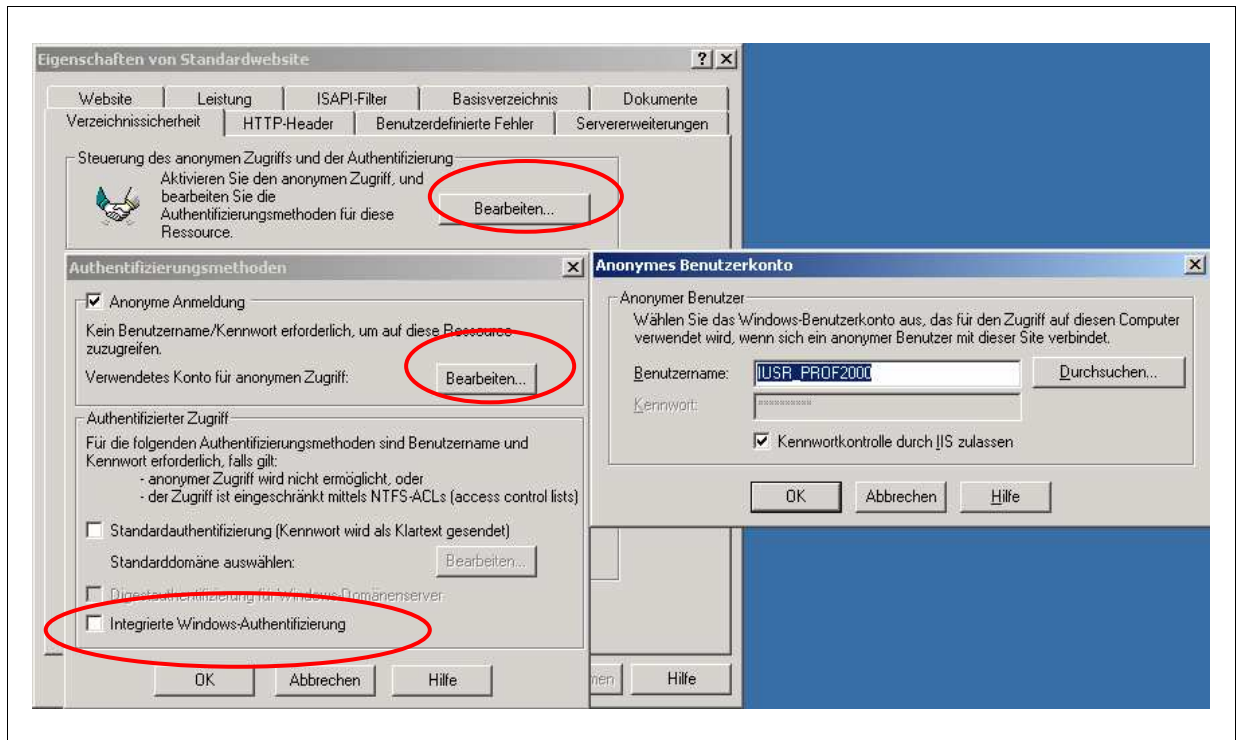 Eigenschaften von Standardwebsite
Website Leistung ISAPI-Filter Basisverzeichnis Dokumente
Verzeichnissicherheit HTTP-Header Benutzerdefinierte Fehler Servererweiterungen
Steuerung des anonymen Zugriffs und der Authentifizierung
Aktivieren Sie den anonymen Zugriff, und
bearbeiten Sie die
Authentifizierungsmethoden für diese
Ressource.
Bearbeiten...
Authentifizierungsmethoden
Anonyme Anmeldung
Kein Benutzername/Kennwort erforderlich, um auf diese Ressource
zuzugreifen.
Verwendetes Konto für anonymen Zugriff:
Bearbeiten...
Authentifizierter Zugriff
Für die folgenden Authentifizierungsmethoden sind Benutzername und
Kennwort erforderlich, falls gilt:
- anonymer Zugriff wird nicht ermöglicht, oder
- der Zugriff ist eingeschränkt mittels NTFS-ACLs (access control lists)
Standardauthentifizierung (Kennwort wird als Klartext gesendet)
Standarddomäne auswählen:
Bearbeiten...
Digestauthentifizierung für Windows-Domänenserver
Integrierte Windows-Authentifizierung
OK Abbrechen Hilfe
men Hilfe
Anonymes Benutzerkonto
Anonymer Benutzer
Wählen Sie das Windows-Benutzerkonto aus, das für den Zugriff auf diesen Computer
verwendet wird, wenn sich ein anonymer Benutzer mit dieser Site verbindet.
Benutzername: IUSR_PROF2000 Durchsuchen...
Kennwort: **********
Kennwortkontrolle durch IIS zulassen
OK Abbrechen Hilfe